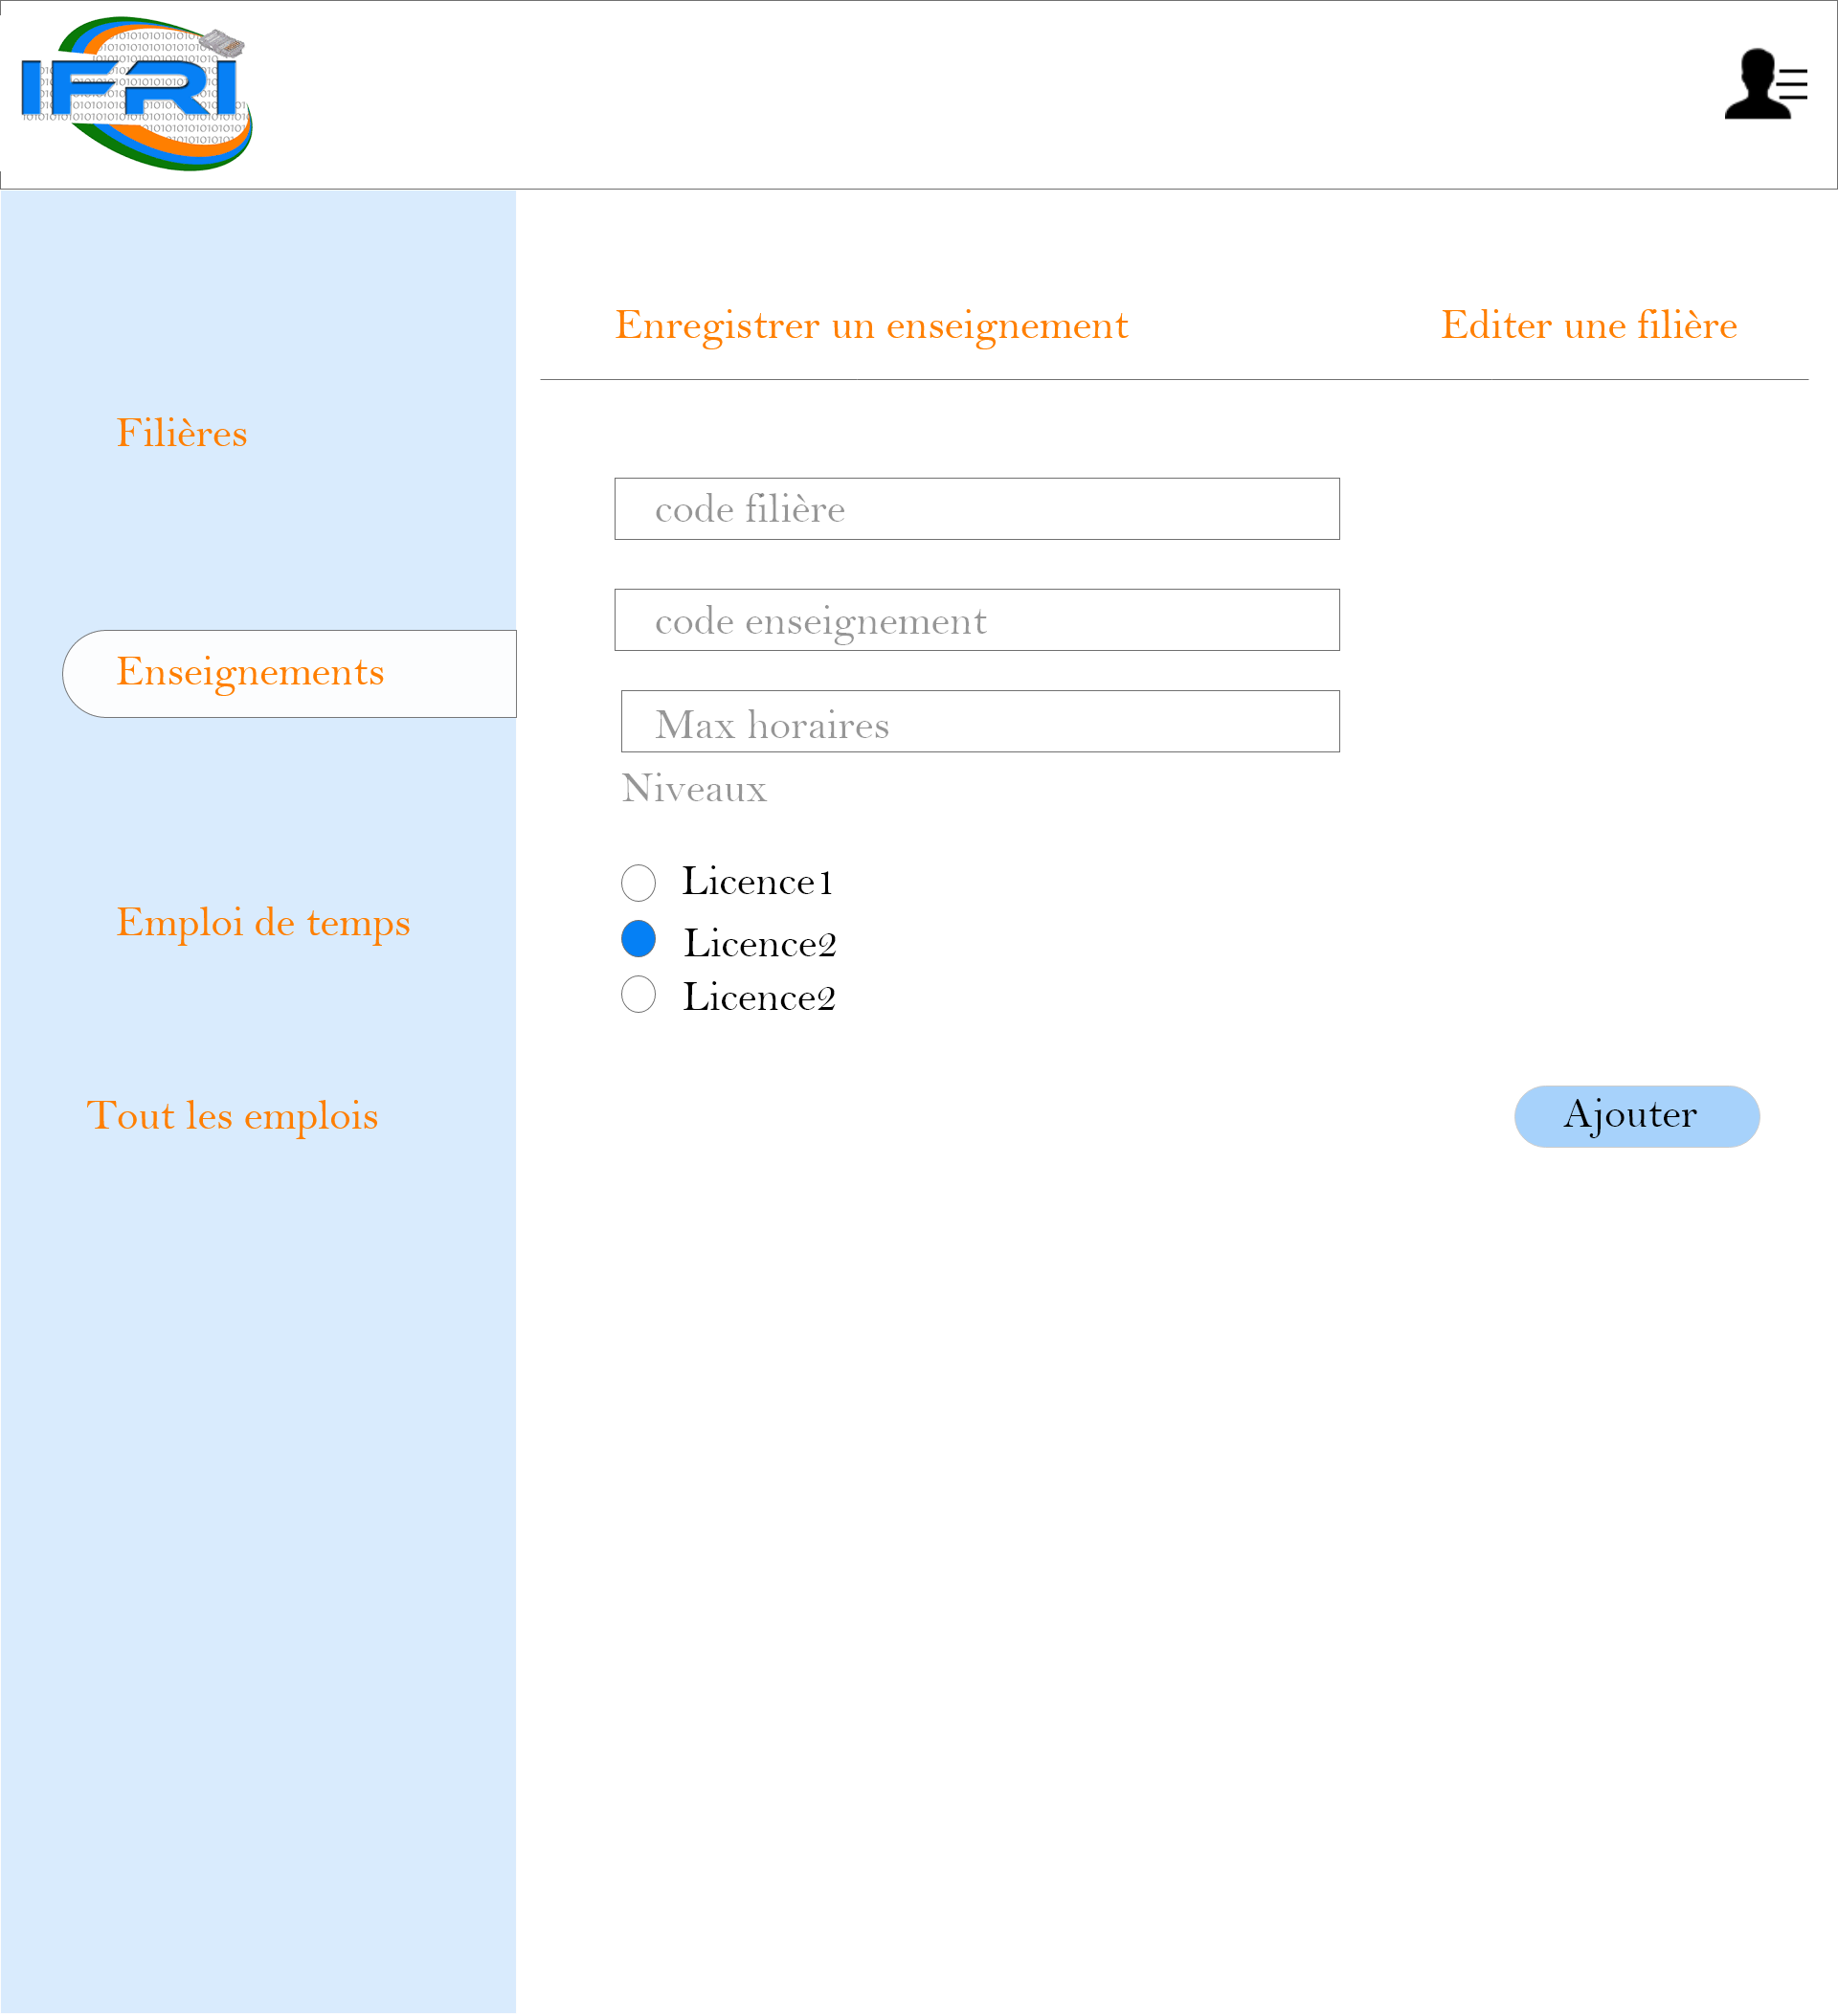 IFRI
Enregistrer un enseignement
Editer une filière
Filières
Enseignements
Emploi de temps
Tout les emplois
code filière
code enseignement
Max horaires
Niveaux
Licence1
Licence2
Licence2
Ajouter